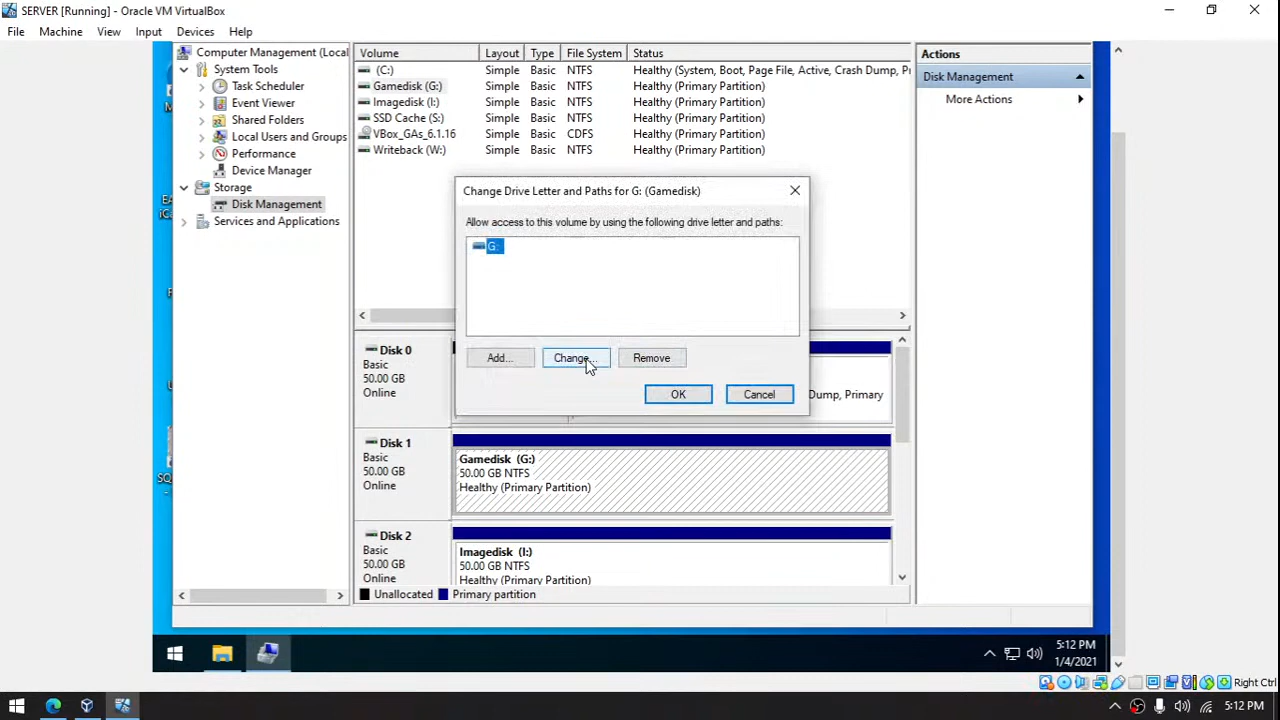 SERVER [Running] - Oracle VM VirtualBox
File Machine View Input Devices Help
Computer Management (Local
System Tools
Task Scheduler
Event Viewer
Shared Folders
Local Users and Groups
Performance
Device Manager
Storage
Disk Management
Services and Applications
Volume Layout Type File System Status
(C:) Simple Basic NTFS Healthy (System, Boot, Page File, Active, Crash Dump, Pr
Gamedisk (G:) Simple Basic NTFS Healthy (Primary Partition)
Imagedisk (I:) Simple Basic NTFS Healthy (Primary Partition)
SSD Cache (S:) Simple Basic NTFS Healthy (Primary Partition)
VBox_GAs_6.1.16 Simple Basic CDFS Healthy (Primary Partition)
Writeback (W:) Simple Basic NTFS Healthy (Primary Partition)
Actions
Disk Management
More Actions
Change Drive Letter and Paths for G: (Gamedisk)
Allow access to this volume by using the following drive letter and paths:
G:
Add... Change... Remove
OK Cancel
Disk 0
Basic
50.00 GB
Online
Dump, Primary
Disk 1
Basic
50.00 GB
Online
Gamedisk (G:)
50.00 GB NTFS
Healthy (Primary Partition)
Disk 2
Basic
50.00 GB
Online
Imagedisk (I:)
50.00 GB NTFS
Healthy (Primary Partition)
Unallocated Primary partition
5:12 PM
1/4/2021
Right Ctrl
5:12 PM